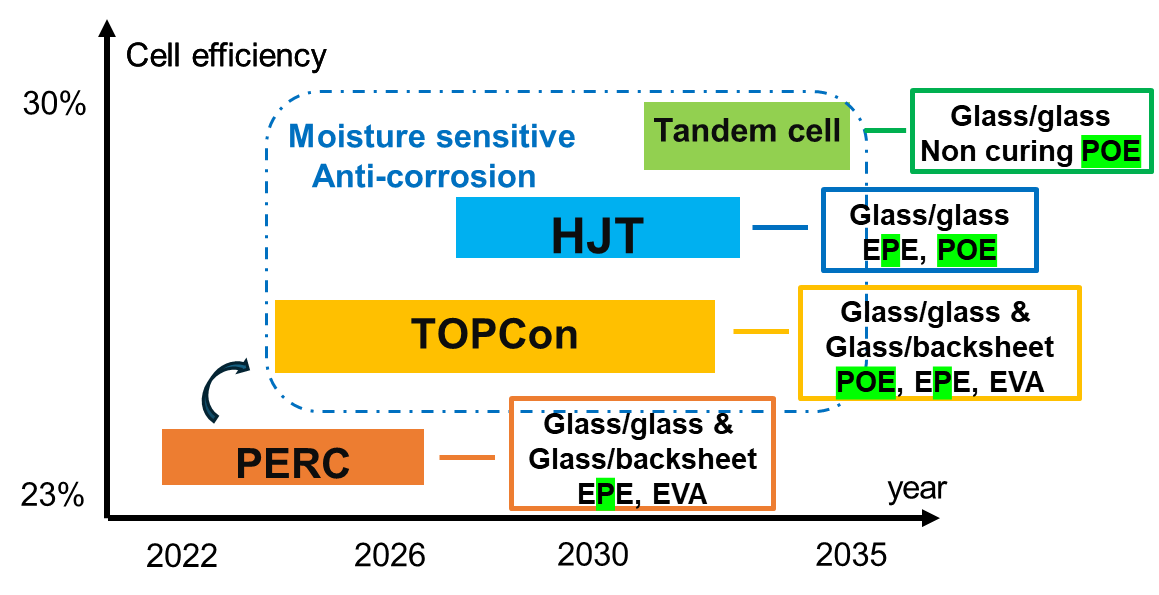 Cell efficiency
30%
Moisture sensitive
Anti-corrosion
Tandem cell
Glass/glass
Non curing POE
HJT
Glass/glass
EPE, POE
TOPCon
Glass/glass &
Glass/backsheet
POE, EPE, EVA
PERC
Glass/glass &
Glass/backsheet
EPE, EVA
23%
year
2022
2026
2030
2035